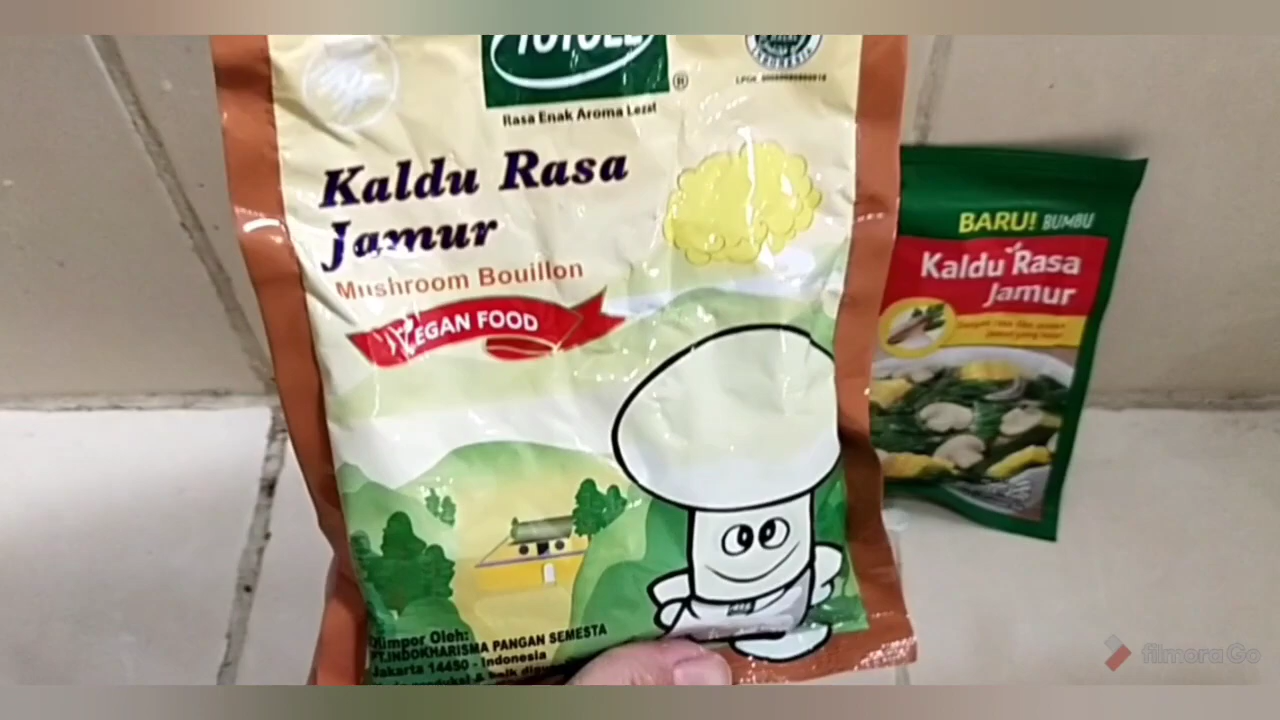 TOTOLE
®
Rasa Enak Aroma Lezat
Kaldu Rasa
Jamur
Mushroom Bouillon
VEGAN FOOD
Oleh:
PT.INDOKHARISMA PANGAN SEMESTA
Jakarta 14450 - Indonesia
BARU! BUMBU
Kaldu Rasa
Jamur
filmoraGo